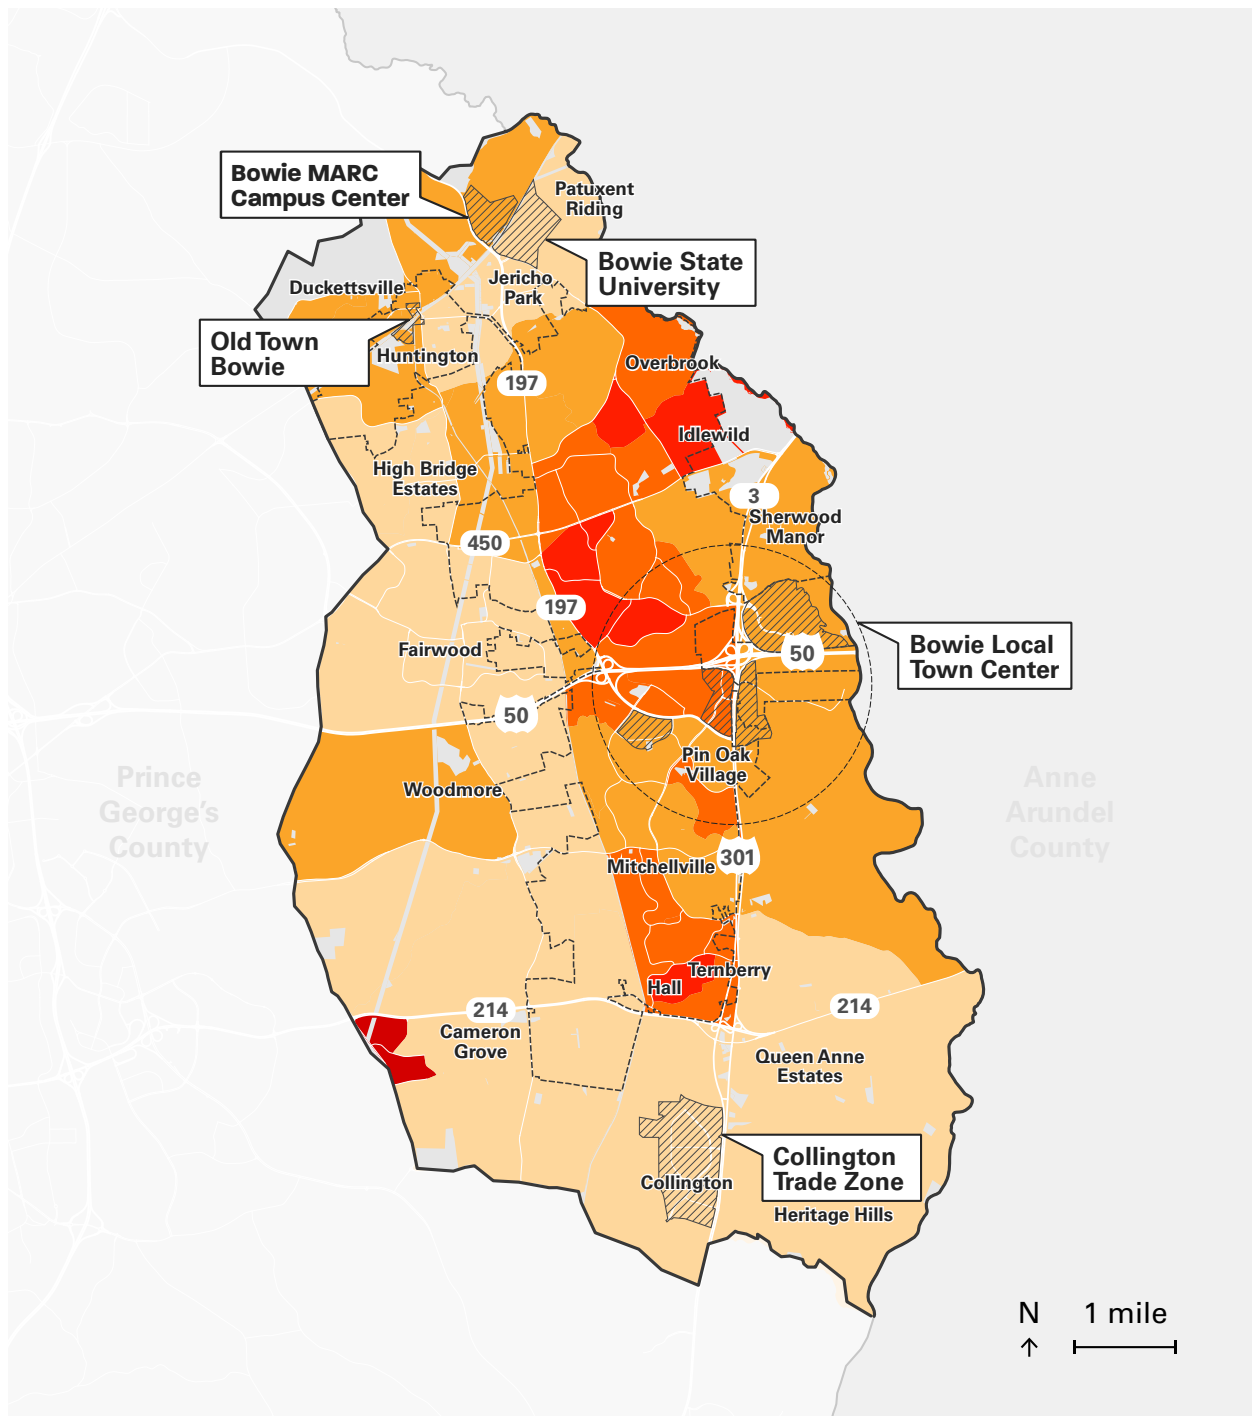 Bowie MARC
Campus Center
Patuxent
Riding
Bowie State
University
Duckettsville
Jericho
Park
Old Town
Bowie
Huntington
Overbrook
197
Idlewild
High Bridge
Estates
3
Sherwood
Manor
450
197
Fairwood
50
Bowie Local
Town Center
50
Pin Oak
Village
Woodmore
Prince
George's
County
Anne
Arundel
County
Mitchellville
301
Ternberry
Hall
214
214
Cameron
Grove
Queen Anne
Estates
Collington
Trade Zone
Collington
Heritage Hills
N
1 mile